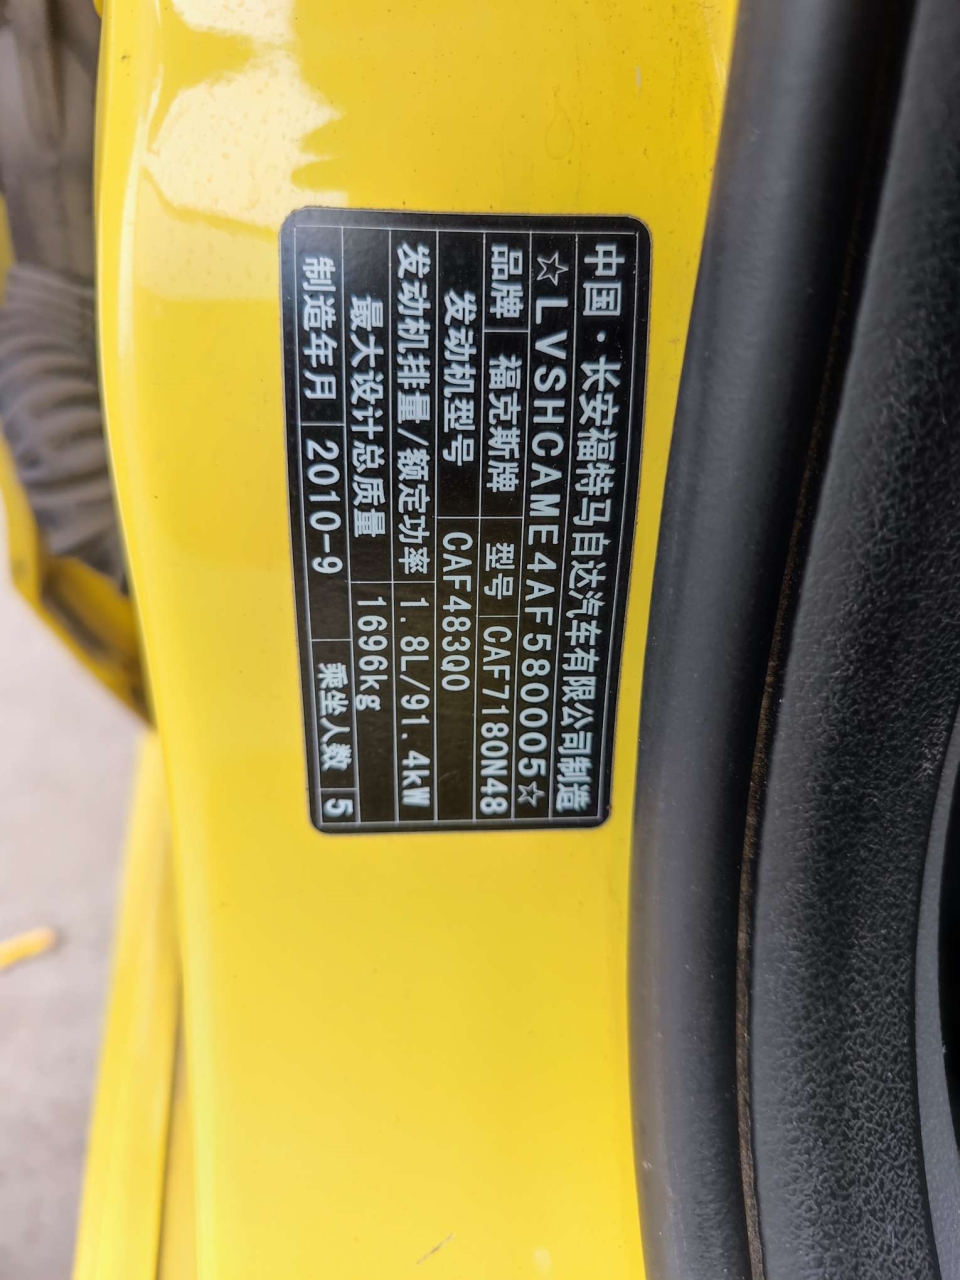 中国·长安福特马自达汽车有限公司制造
☆LVSHCAME4AF580005☆
品牌 福克斯牌 型号 CAF7180N48
发动机型号 CAF483Q0
发动机排量/额定功率 1.8L/91.4kW
最大设计总质量 1696kg
制造年月 2010-9 乘坐人数 5